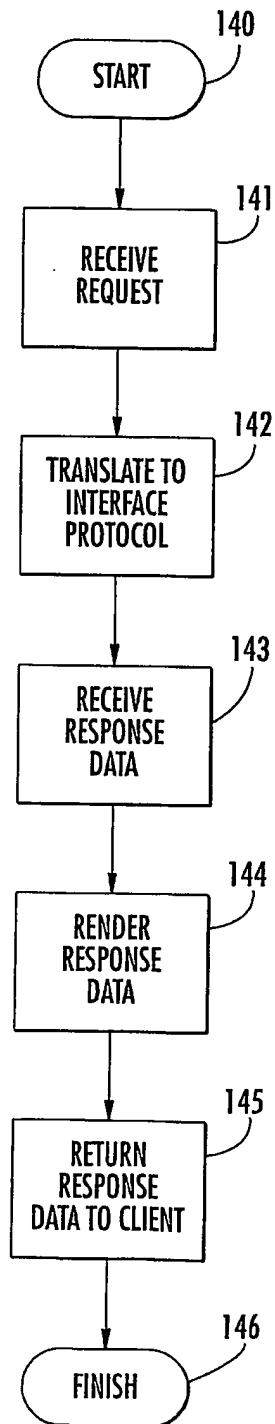 140
START
141
RECEIVE
REQUEST
142
TRANSLATE TO
INTERFACE
PROTOCOL
143
RECEIVE
RESPONSE
DATA
144
RENDER
RESPONSE
DATA
145
RETURN
RESPONSE
DATA TO CLIENT
146
FINISH